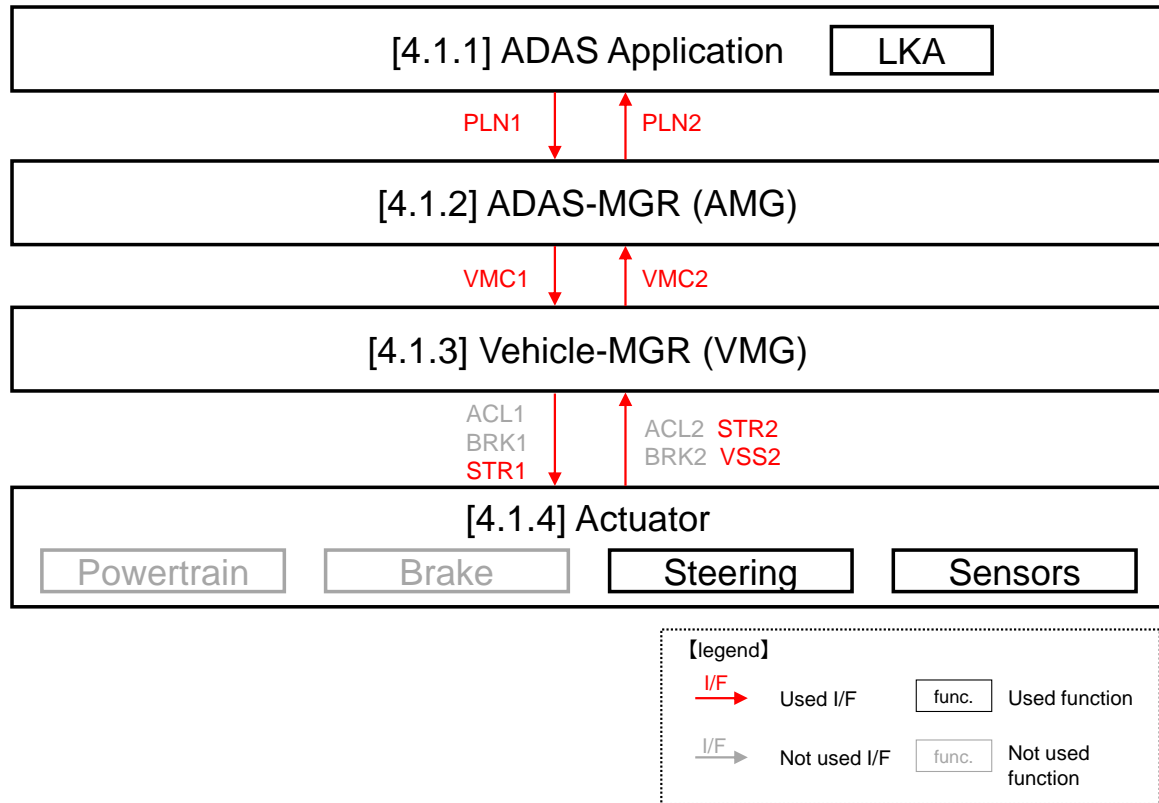 [4.1.1] ADAS Application LKA
PLN1 PLN2
[4.1.2] ADAS-MGR (AMG)
VMC1 VMC2
[4.1.3] Vehicle-MGR (VMG)
ACL1
BRK1
STR1
ACL2 STR2
BRK2 VSS2
[4.1.4] Actuator
Powertrain Brake Steering Sensors
【legend】
I/F Used I/F func. Used function
I/F Not used I/F func. Not used
function